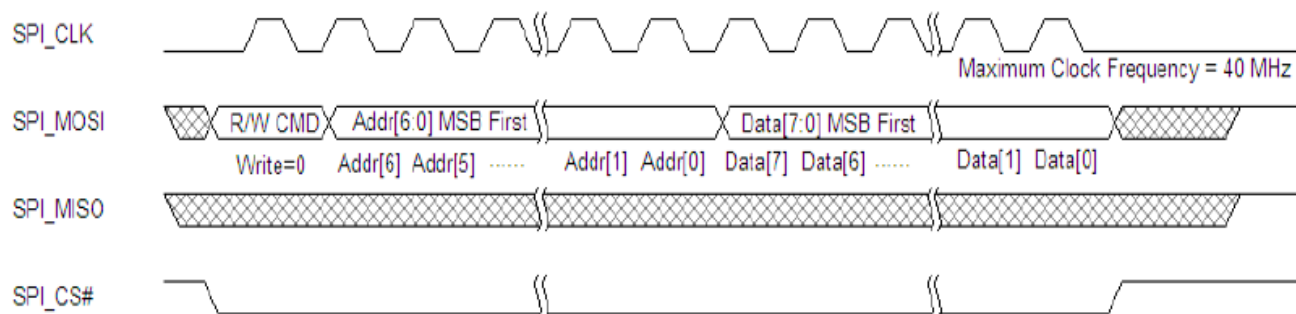 SPI_CLK
Maximum Clock Frequency = 40 MHz
SPI_MOSI R/W CMD Addr[6:0] MSB First Data[7:0] MSB First
Write=0 Addr[6] Addr[5] ...... Addr[1] Addr[0] Data[7] Data[6] ...... Data[1] Data[0]
SPI_MISO
SPI_CS#